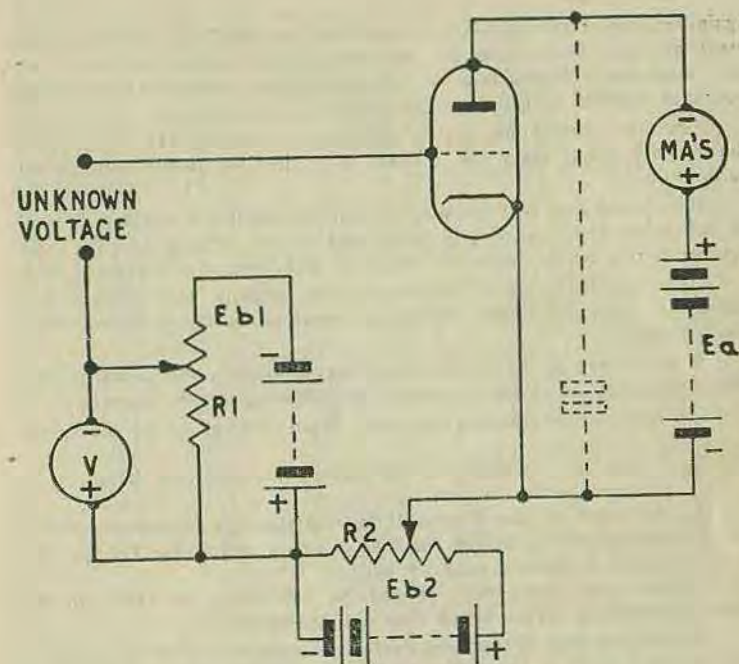 UNKNOWN
VOLTAGE
Eb1
R1
V
R2
Eb2
MA'S
Ea
-
+
-
+
-
+
-
+
+
-